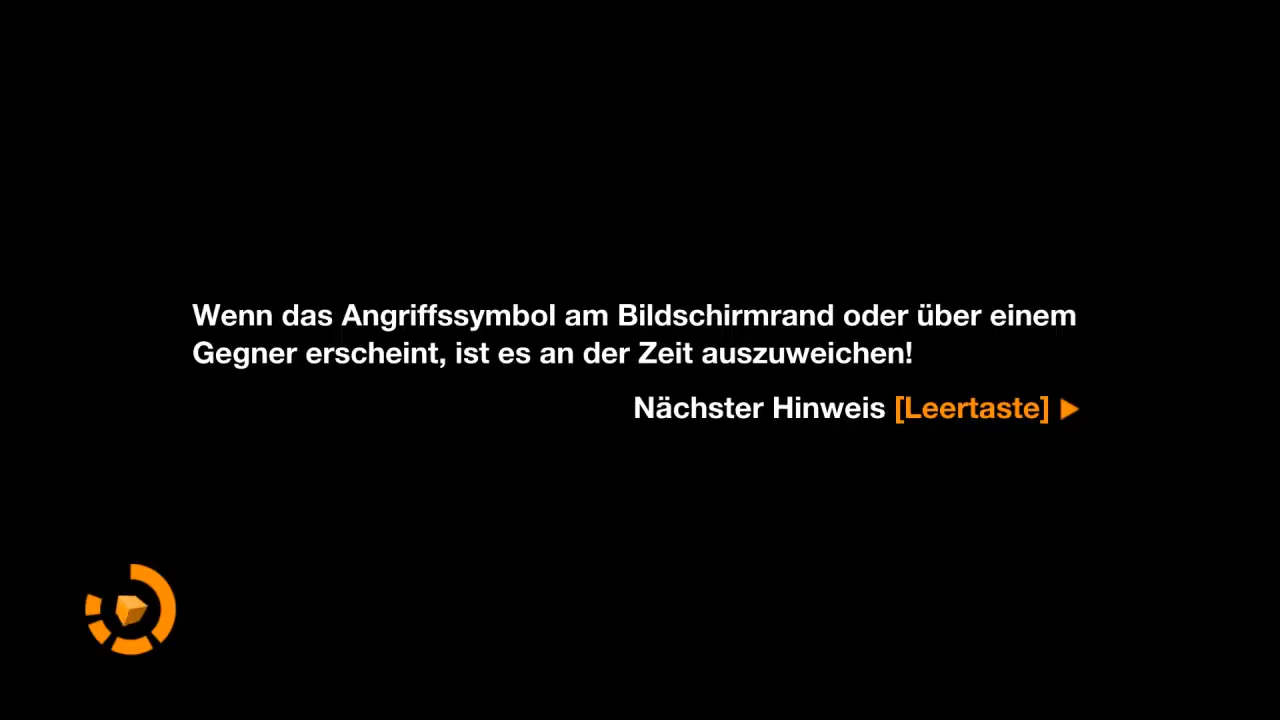 Wenn das Angriffssymbol am Bildschirmrand oder über einem
Gegner erscheint, ist es an der Zeit auszuweichen!
Nächster Hinweis [Leertaste]